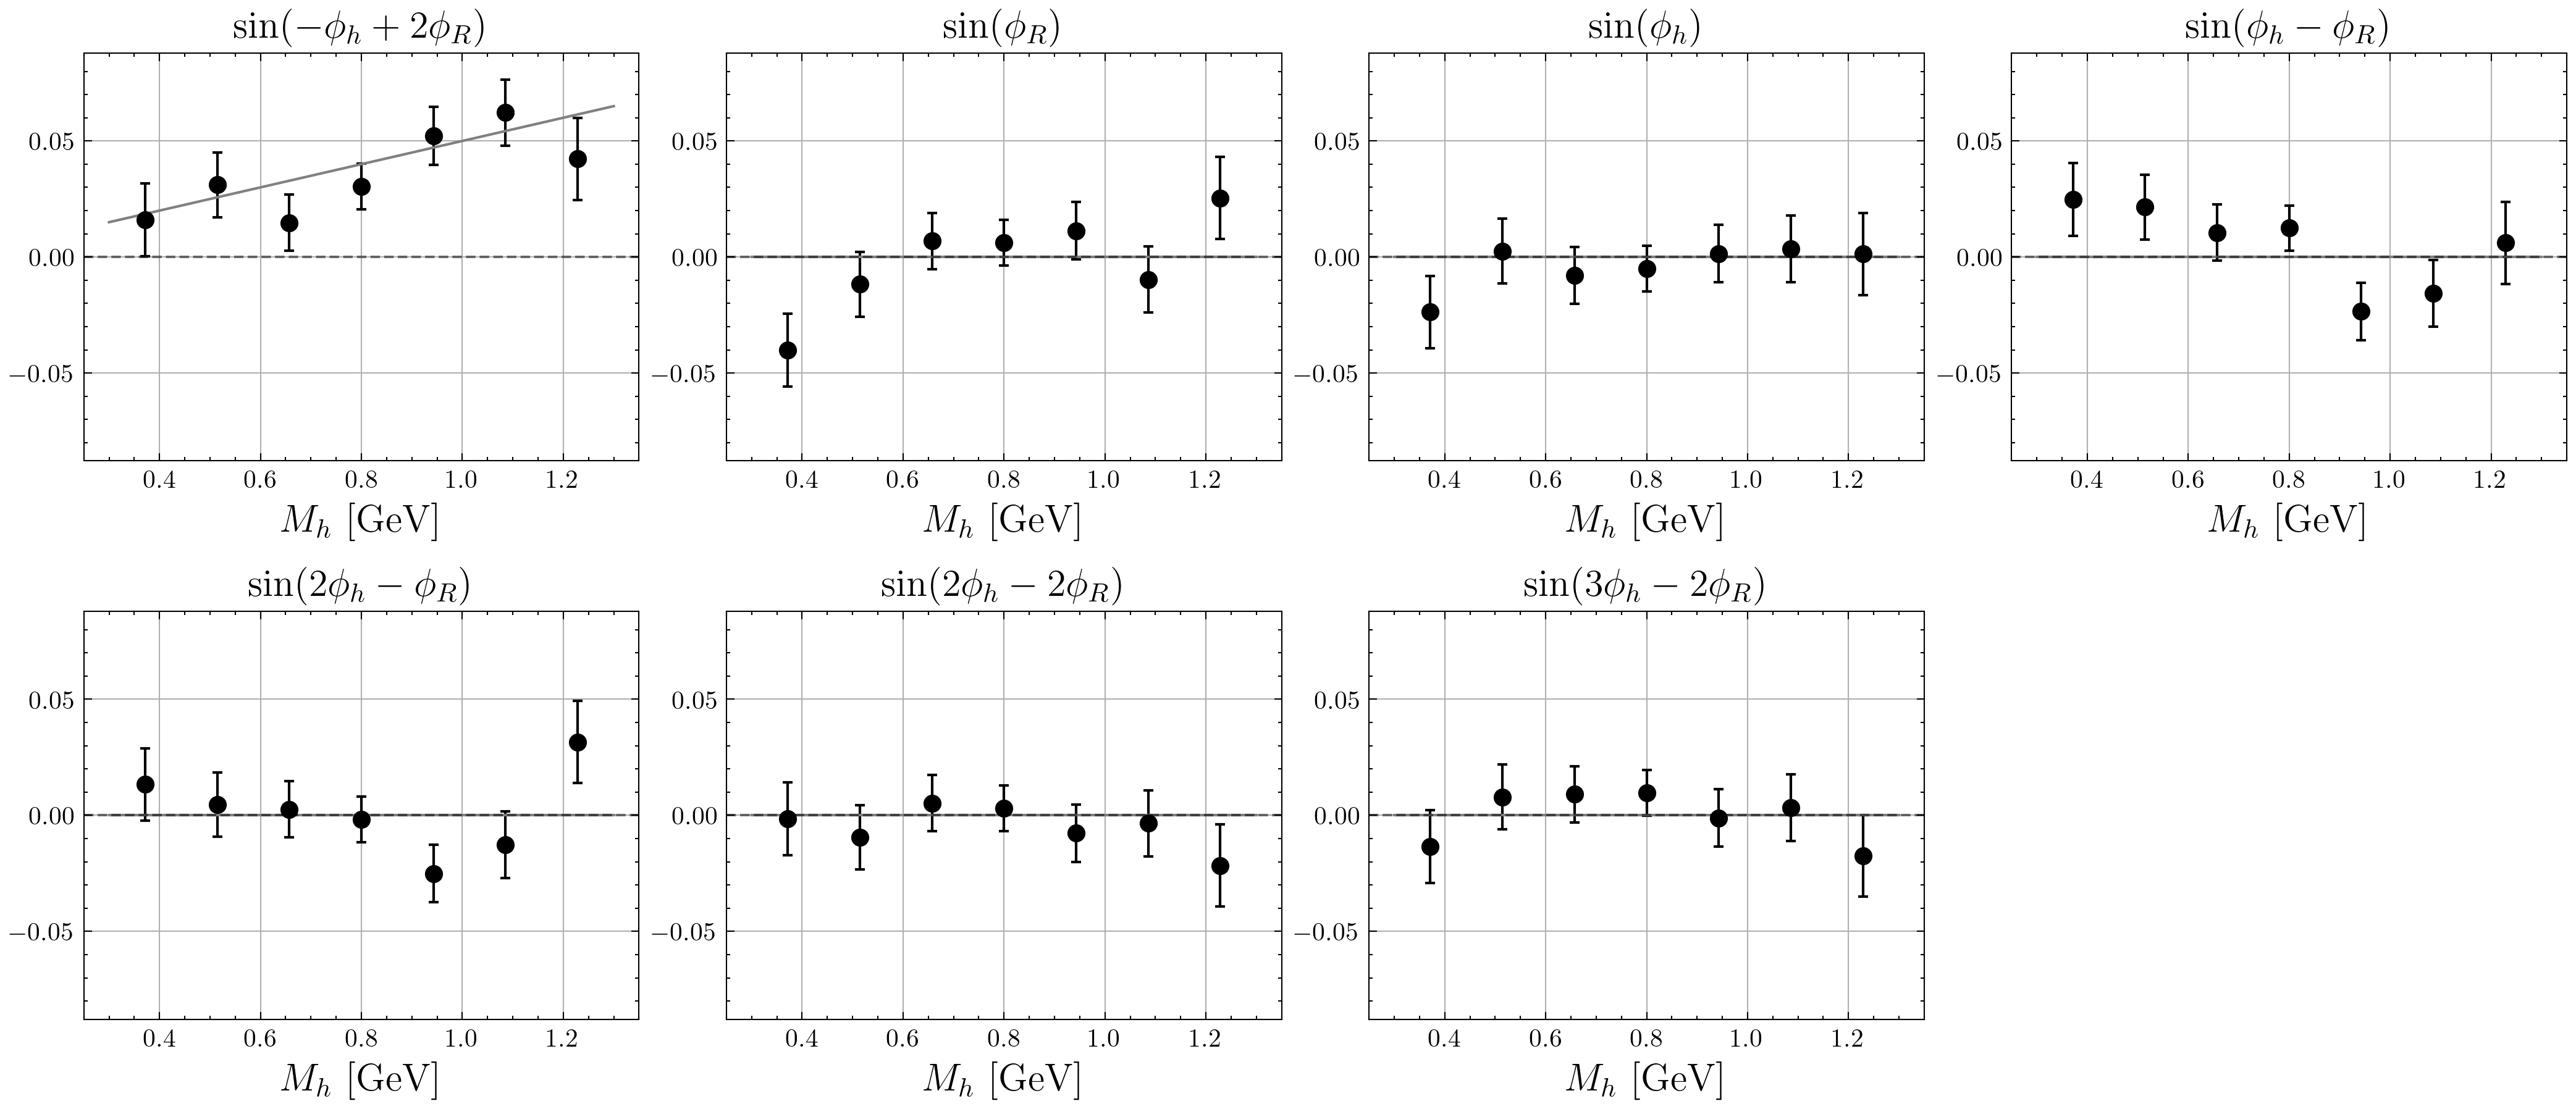 sin(−ϕ_h + 2ϕ_R)
0.05
0.00
−0.05
0.4 0.6 0.8 1.0 1.2
M_h [GeV]
sin(ϕ_R)
0.05
0.00
−0.05
0.4 0.6 0.8 1.0 1.2
M_h [GeV]
sin(ϕ_h)
0.05
0.00
−0.05
0.4 0.6 0.8 1.0 1.2
M_h [GeV]
sin(ϕ_h − ϕ_R)
0.05
0.00
−0.05
0.4 0.6 0.8 1.0 1.2
M_h [GeV]
sin(2ϕ_h − ϕ_R)
0.05
0.00
−0.05
0.4 0.6 0.8 1.0 1.2
M_h [GeV]
sin(2ϕ_h − 2ϕ_R)
0.05
0.00
−0.05
0.4 0.6 0.8 1.0 1.2
M_h [GeV]
sin(3ϕ_h − 2ϕ_R)
0.05
0.00
−0.05
0.4 0.6 0.8 1.0 1.2
M_h [GeV]